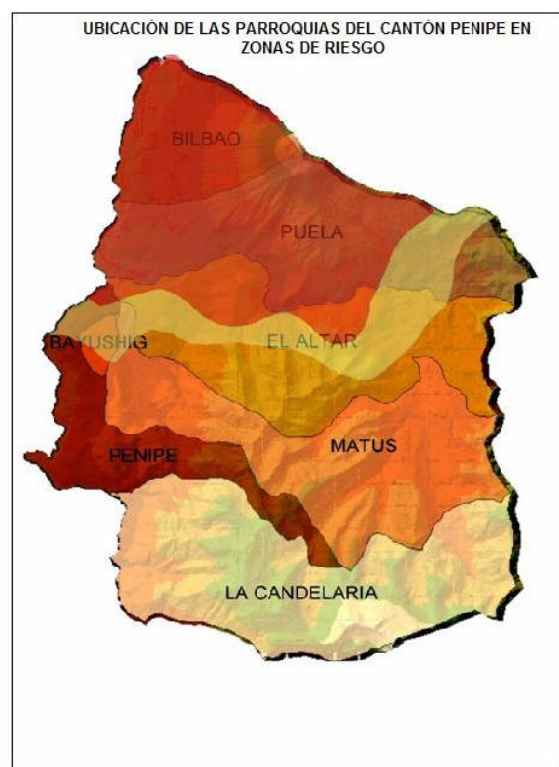 UBICACIÓN DE LAS PARROQUIAS DEL CANTÓN PENIPE EN
ZONAS DE RIESGO
BILBAO
PUELA
BAYUSHIG
EL ALTAR
MATUS
PENIPE
LA CANDELARIA